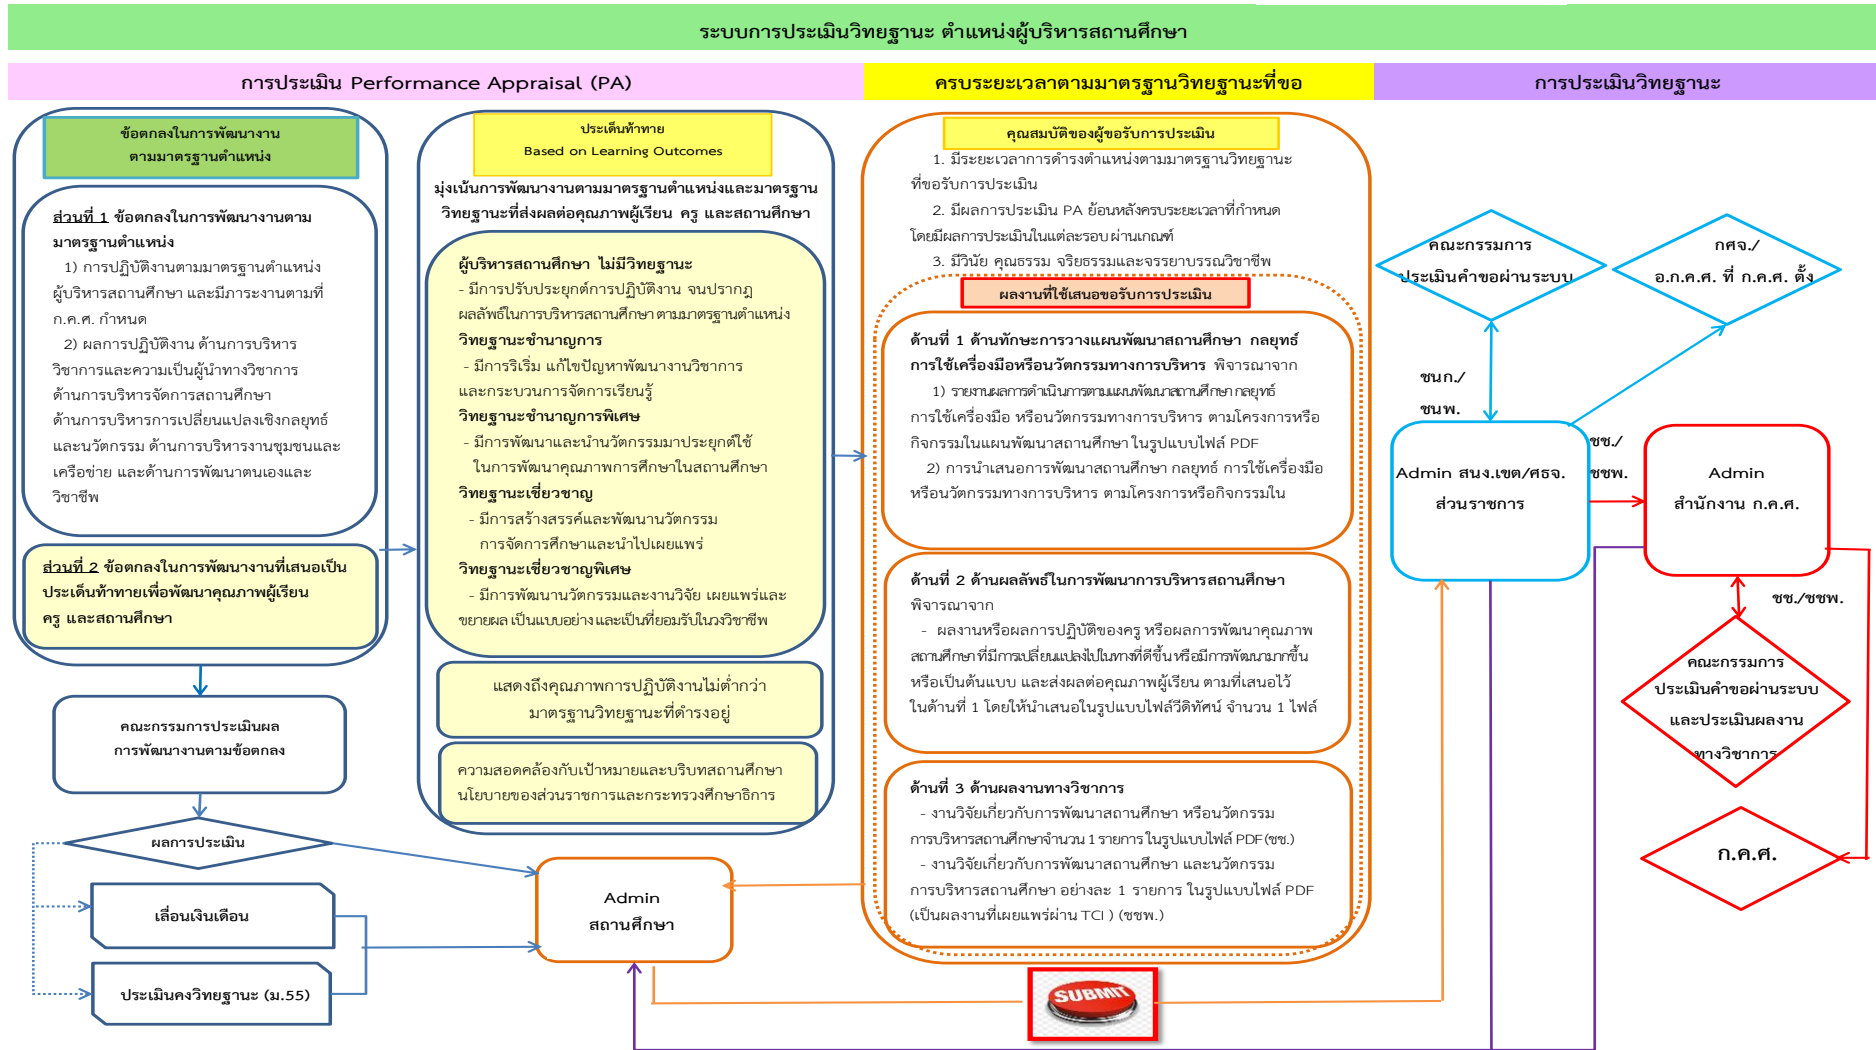 ระบบการประเมินวิทยฐานะ ตำแหน่งผู้บริหารสถานศึกษา
การประเมิน Performance Appraisal (PA)
ครบระยะเวลาตามมาตรฐานวิทยฐานะที่ขอ
การประเมินวิทยฐานะ
ข้อตกลงในการพัฒนางาน
ตามมาตรฐานตำแหน่ง
ส่วนที่ 1 ข้อตกลงในการพัฒนางานตาม
มาตรฐานตำแหน่ง
1) การปฏิบัติงานตามมาตรฐานตำแหน่ง
ผู้บริหารสถานศึกษา และมีภาระงานตามที่
ก.ค.ศ. กำหนด
2) ผลการปฏิบัติงาน ด้านการบริหาร
วิชาการและความเป็นผู้นำทางวิชาการ
ด้านการบริหารจัดการสถานศึกษา
ด้านการบริหารการเปลี่ยนแปลงเชิงกลยุทธ์
และนวัตกรรม ด้านการบริหารงานชุมชนและ
เครือข่าย และด้านการพัฒนาตนเองและ
วิชาชีพ
ส่วนที่ 2 ข้อตกลงในการพัฒนางานที่เสนอเป็น
ประเด็นท้าทายเพื่อพัฒนาคุณภาพผู้เรียน
ครู และสถานศึกษา
คณะกรรมการประเมินผล
การพัฒนางานตามข้อตกลง
ผลการประเมิน
เลื่อนเงินเดือน
ประเมินคงวิทยฐานะ (ม.55)
ประเด็นท้าทาย
Based on Learning Outcomes
มุ่งเน้นการพัฒนางานตามมาตรฐานตำแหน่งและมาตรฐาน
วิทยฐานะที่ส่งผลต่อคุณภาพผู้เรียน ครู และสถานศึกษา
ผู้บริหารสถานศึกษา ไม่มีวิทยฐานะ
- มีการปรับประยุกต์การปฏิบัติงาน จนปรากฎ
ผลลัพธ์ในการบริหารสถานศึกษา ตามมาตรฐานตำแหน่ง
วิทยฐานะชำนาญการ
- มีการริเริ่ม แก้ไขปัญหาพัฒนางานวิชาการ
และกระบวนการจัดการเรียนรู้
วิทยฐานะชำนาญการพิเศษ
- มีการพัฒนาและนำนวัตกรรมมาประยุกต์ใช้
ในการพัฒนาคุณภาพการศึกษาในสถานศึกษา
วิทยฐานะเชี่ยวชาญ
- มีการสร้างสรรค์และพัฒนานวัตกรรม
การจัดการศึกษาและนำไปเผยแพร่
วิทยฐานะเชี่ยวชาญพิเศษ
- มีการพัฒนานวัตกรรมและงานวิจัย เผยแพร่และ
ขยายผล เป็นแบบอย่าง และเป็นที่ยอมรับในวงวิชาชีพ
แสดงถึงคุณภาพการปฏิบัติงานไม่ต่ำกว่า
มาตรฐานวิทยฐานะที่ดำรงอยู่
ความสอดคล้องกับเป้าหมายและบริบทสถานศึกษา
นโยบายของส่วนราชการและกระทรวงศึกษาธิการ
Admin
สถานศึกษา
คุณสมบัติของผู้ขอรับการประเมิน
1. มีระยะเวลาการดำรงตำแหน่งตามมาตรฐานวิทยฐานะ
ที่ขอรับการประเมิน
2. มีผลการประเมิน PA ย้อนหลังครบระยะเวลาที่กำหนด
โดยมีผลการประเมินในแต่ละรอบ ผ่านเกณฑ์
3. มีวินัย คุณธรรม จริยธรรมและจรรยาบรรณวิชาชีพ
ผลงานที่ใช้เสนอขอรับการประเมิน
ด้านที่ 1 ด้านทักษะการวางแผนพัฒนาสถานศึกษา กลยุทธ์
การใช้เครื่องมือหรือนวัตกรรมทางการบริหาร พิจารณาจาก
1) รายงานผลการดำเนินการตามแผนพัฒนาสถานศึกษา กลยุทธ์
การใช้เครื่องมือ หรือนวัตกรรมทางการบริหาร ตามโครงการหรือ
กิจกรรมในแผนพัฒนาสถานศึกษา ในรูปแบบไฟล์ PDF
2) การนำเสนอการพัฒนาสถานศึกษา กลยุทธ์ การใช้เครื่องมือ
หรือนวัตกรรมทางการบริหาร ตามโครงการหรือกิจกรรมใน
ด้านที่ 2 ด้านผลลัพธ์ในการพัฒนาการบริหารสถานศึกษา
พิจารณาจาก
- ผลงานหรือผลการปฏิบัติของครู หรือผลการพัฒนาคุณภาพ
สถานศึกษา ที่มีการเปลี่ยนแปลงไปในทางที่ดีขึ้น หรือมีการพัฒนามากขึ้น
หรือเป็นต้นแบบ และส่งผลต่อคุณภาพผู้เรียน ตามที่เสนอไว้
ในด้านที่ 1 โดยให้นำเสนอในรูปแบบไฟล์วีดิทัศน์ จำนวน 1 ไฟล์
ด้านที่ 3 ด้านผลงานทางวิชาการ
- งานวิจัยเกี่ยวกับการพัฒนาสถานศึกษา หรือนวัตกรรม
การบริหารสถานศึกษาจำนวน 1 รายการ ในรูปแบบไฟล์ PDF (ชช.)
- งานวิจัยเกี่ยวกับการพัฒนาสถานศึกษา และนวัตกรรม
การบริหารสถานศึกษา อย่างละ 1 รายการ ในรูปแบบไฟล์ PDF
(เป็นผลงานที่เผยแพร่ผ่าน TCI ) (ชชพ.)
SUBMIT
คณะกรรมการ
ประเมินคำขอผ่านระบบ
กศจ./
อ.ก.ค.ศ. ที่ ก.ค.ศ. ตั้ง
ชนก./
ชนพ.
Admin สนง.เขต/ศธจ.
ส่วนราชการ
ชช./
ชชพ.
Admin
สำนักงาน ก.ค.ศ.
ชช./ชชพ.
คณะกรรมการ
ประเมินคำขอผ่านระบบ
และประเมินผลงาน
ทางวิชาการ
ก.ค.ศ.